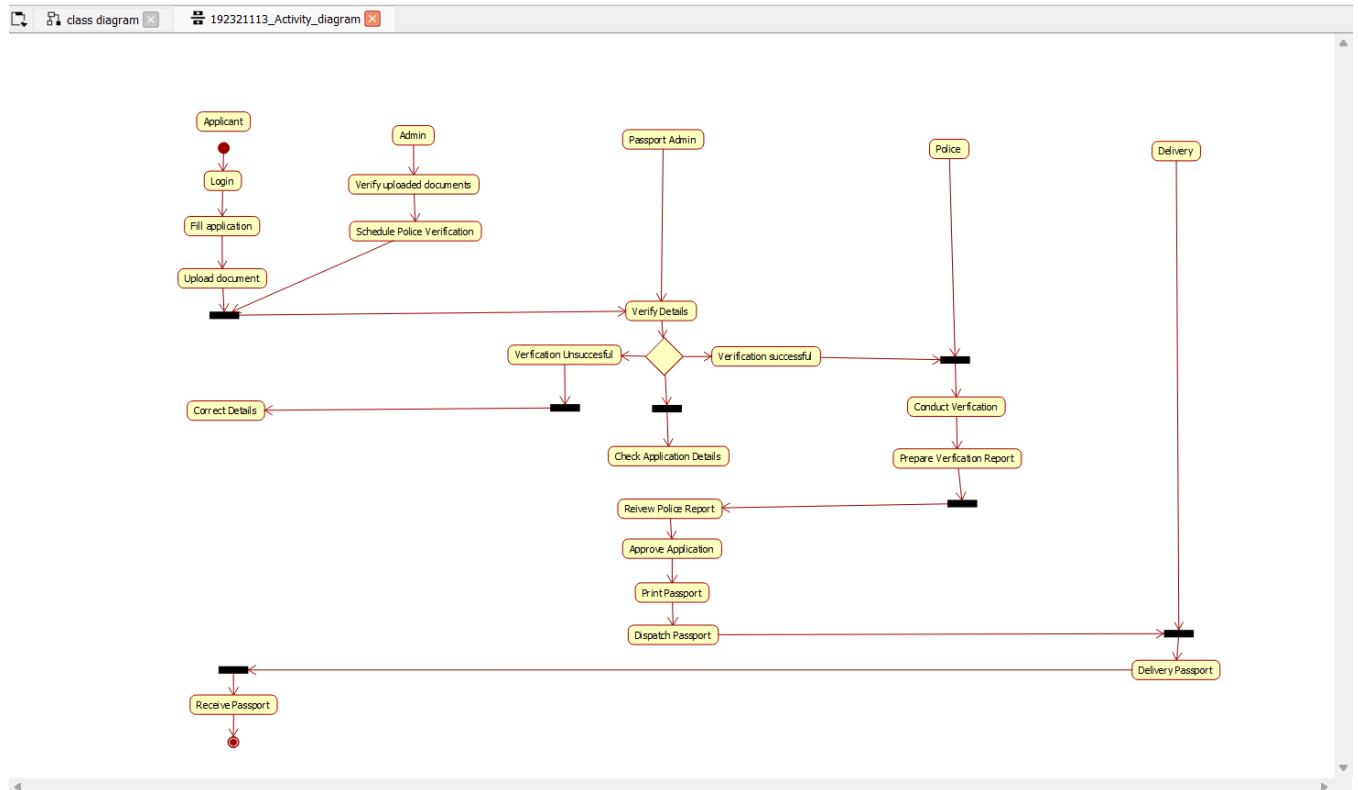 class diagram
192321113_Activity_diagram
Applicant
Admin
Passport Admin
Police
Delivery
Login
Verify uploaded documents
Fill application
Schedule Police Verification
Upload document
Verify Details
Verfication Unsuccesful
Verification successful
Correct Details
Conduct Verfication
Check Application Details
Prepare Verfication Report
Reivew Police Report
Approve Application
Print Passport
Dispatch Passport
Delivery Passport
Receive Passport